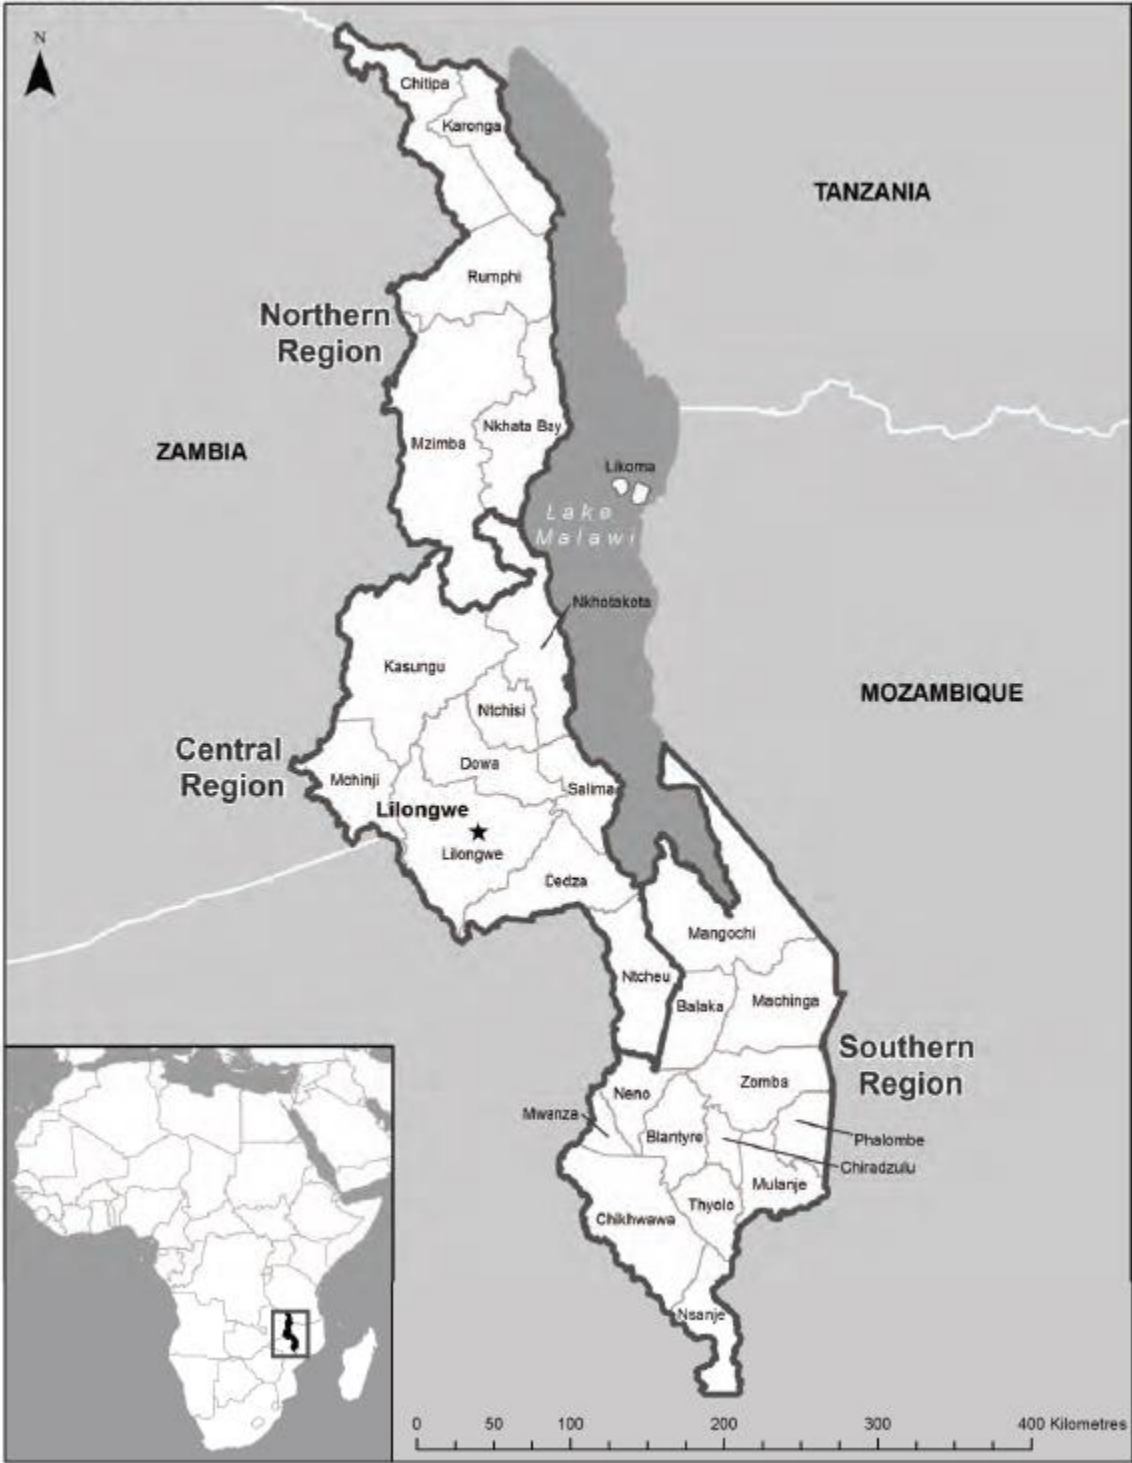 N
Chitipa
Karonga
TANZANIA
Rumphi
Northern
Region
ZAMBIA
Mzimba
Nkhata Bay
Likoma
Lake
Malawi
Nkhotakota
Kasungu
MOZAMBIQUE
Ntchisi
Central
Region
Dowa
Mchinji
Salima
Lilongwe
Lilongwe
Dedza
Mangochi
Ntcheu
Balaka
Machinga
Southern
Region
Zomba
Neno
Mwanza
Blantyre
Phalombe
Chiradzulu
Mulanje
Thyolo
Chikhwawa
Nsanje
0 50 100 200 300 400 Kilometres